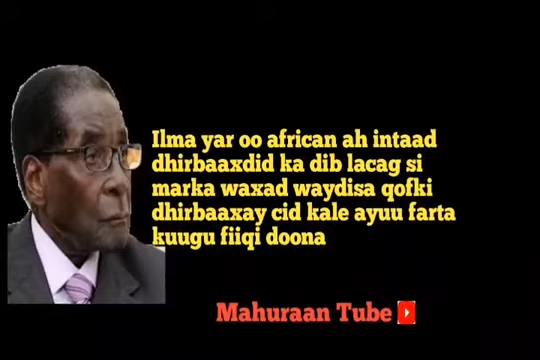 Ilma yar oo african ah intaad
dhirbaaxdid ka dib lacag si
marka waxad waydisa qofki
dhirbaaxay cid kale ayuu farta
kuugu fiiqi doona
Mahuraan Tube